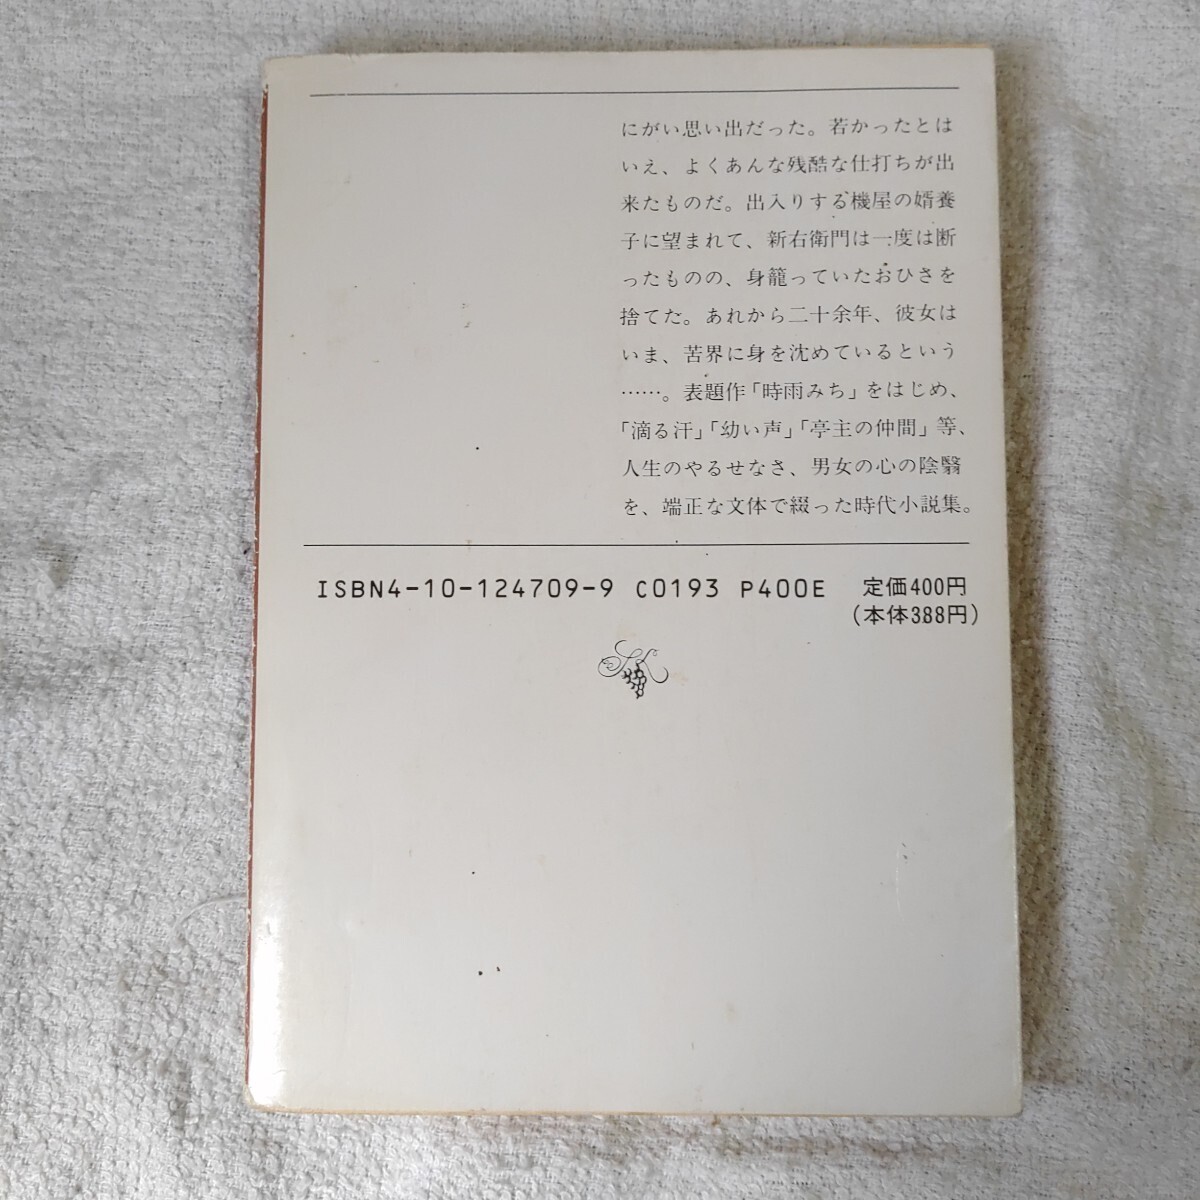 にがい思い出だった。若かったとは
いえ、よくあんな残酷な仕打ちが出
来たものだ。出入りする機屋の婿養
子に望まれて、新右衛門は一度は断
ったものの、身籠っていたおひさを
捨てた。あれから二十余年、彼女は
いま、苦界に身を沈めているという
……。表題作「時雨みち」をはじめ、
「滴る汗」「幼い声」「亭主の仲間」等、
人生のやるせなさ、男女の心の陰翳
を、端正な文体で綴った時代小説集。
ISBN4-10-124709-9 C0193 P400E 定価400円
(本体388円)
SK